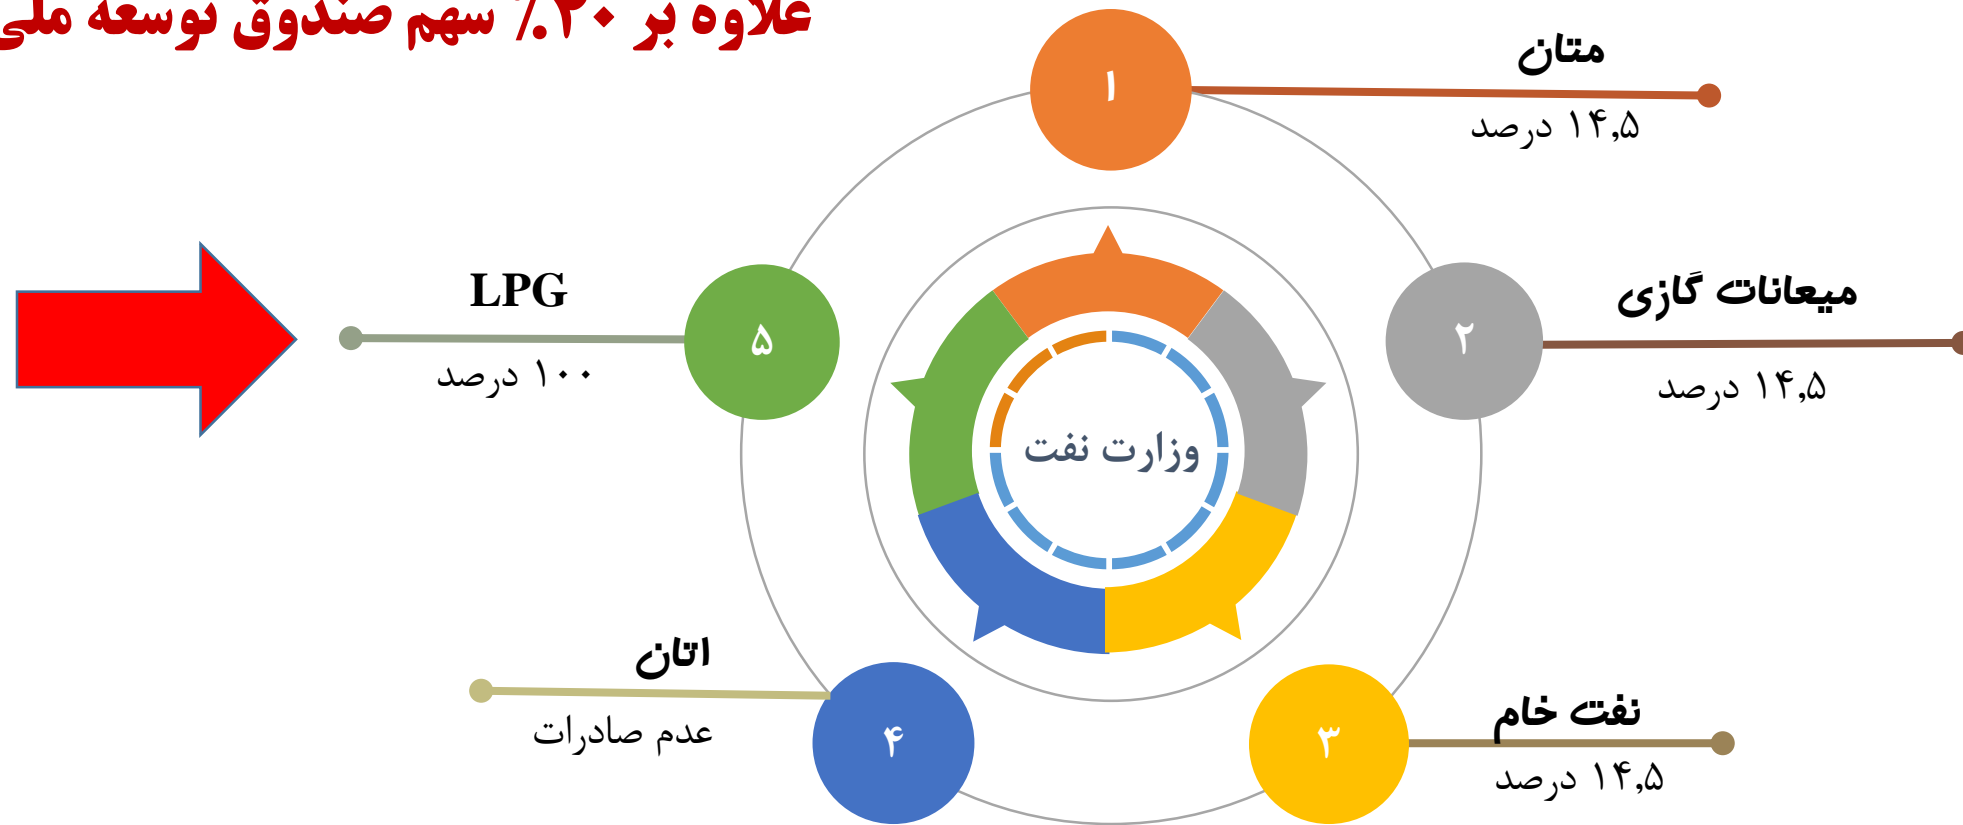 علاوه بر ۲۰٪ سهم صندوق توسعه ملی
۱
متان
۱۴,۵ درصد
۲
میعانات گازی
۱۴,۵ درصد
۳
نفت خام
۱۴,۵ درصد
۴
اتان
عدم صادرات
۵
LPG
۱۰۰ درصد
وزارت نفت